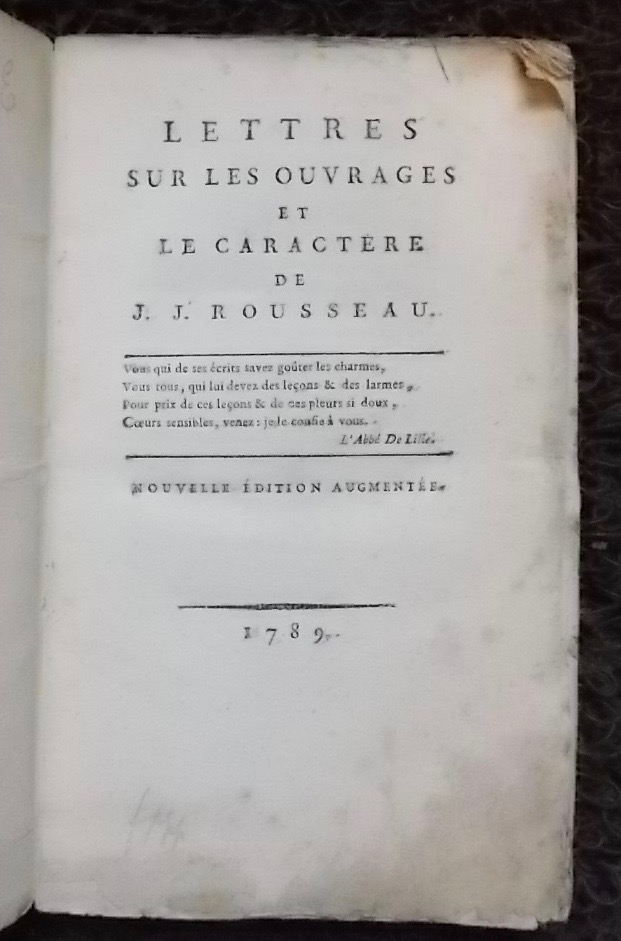 LETTRES
SUR LES OUVRAGES
ET
LE CARACTÈRE
DE
J. J. ROUSSEAU.
Vous qui de ses écrits savez goûter les charmes,
Vous tous, qui lui devez des leçons & des larmes,
Pour prix de ces leçons & de ces pleurs si doux,
Cœurs sensibles, venez : je le confie à vous.
L'Abbé De Lille.
NOUVELLE ÉDITION AUGMENTÉE.
1789.